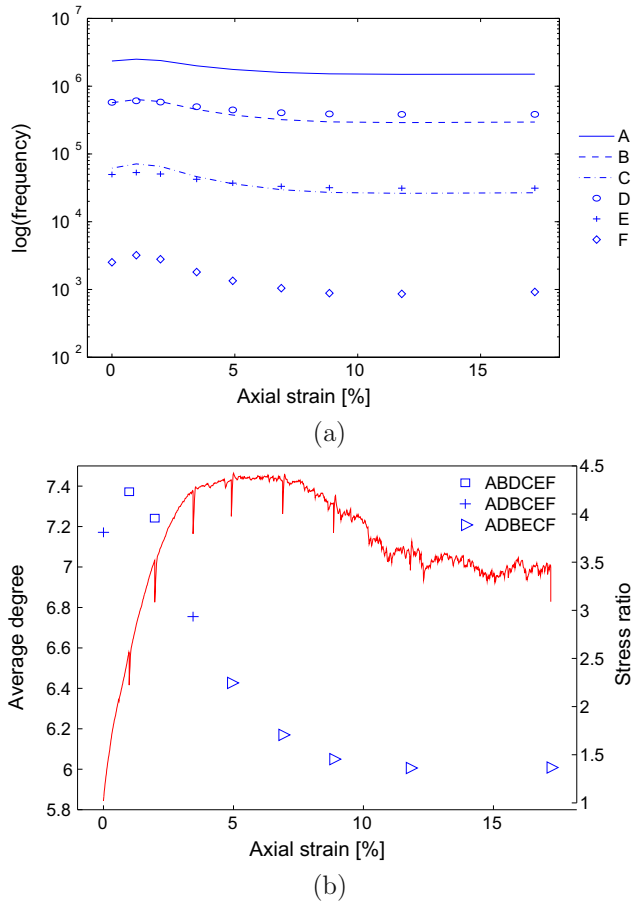 10^7
10^6
10^5
10^4
10^3
10^2
log(frequency)
0 5 10 15
Axial strain [%]
A
B
C
D
E
F
(a)
7.4
7.2
7
6.8
6.6
6.4
6.2
6
5.8
Average degree
ABDCEF
ADBCEF
ADBECF
4.5
4
3.5
3
2.5
2
1.5
1
Stress ratio
0 5 10 15
Axial strain [%]
(b)